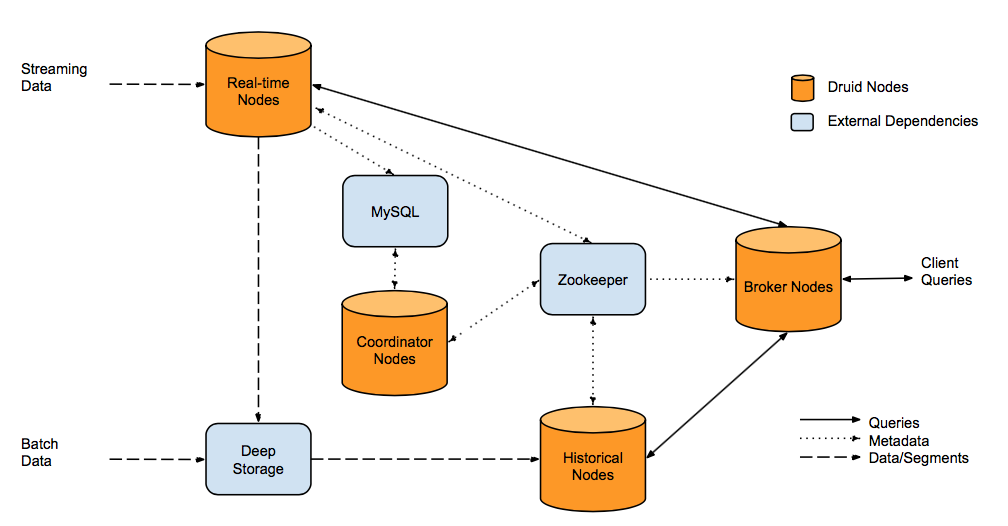 Streaming
Data
Real-time
Nodes
Druid Nodes
External Dependencies
MySQL
Zookeeper
Broker Nodes
Client
Queries
Coordinator
Nodes
Batch
Data
Deep
Storage
Historical
Nodes
Queries
Metadata
Data/Segments